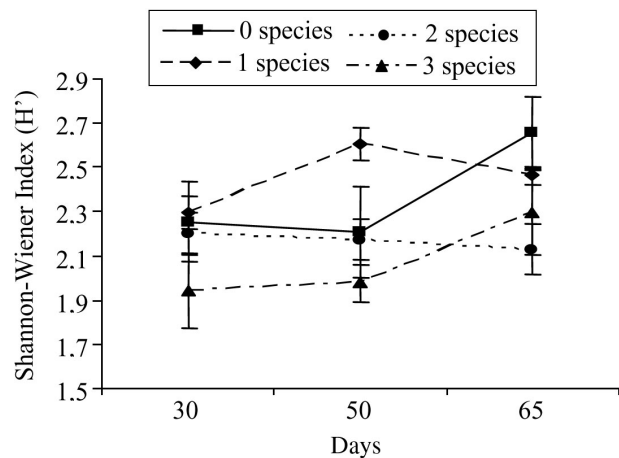 0 species 2 species
1 species 3 species
Shannon-Wiener Index (H’)
2.9
2.7
2.5
2.3
2.1
1.9
1.7
1.5
30 50 65
Days